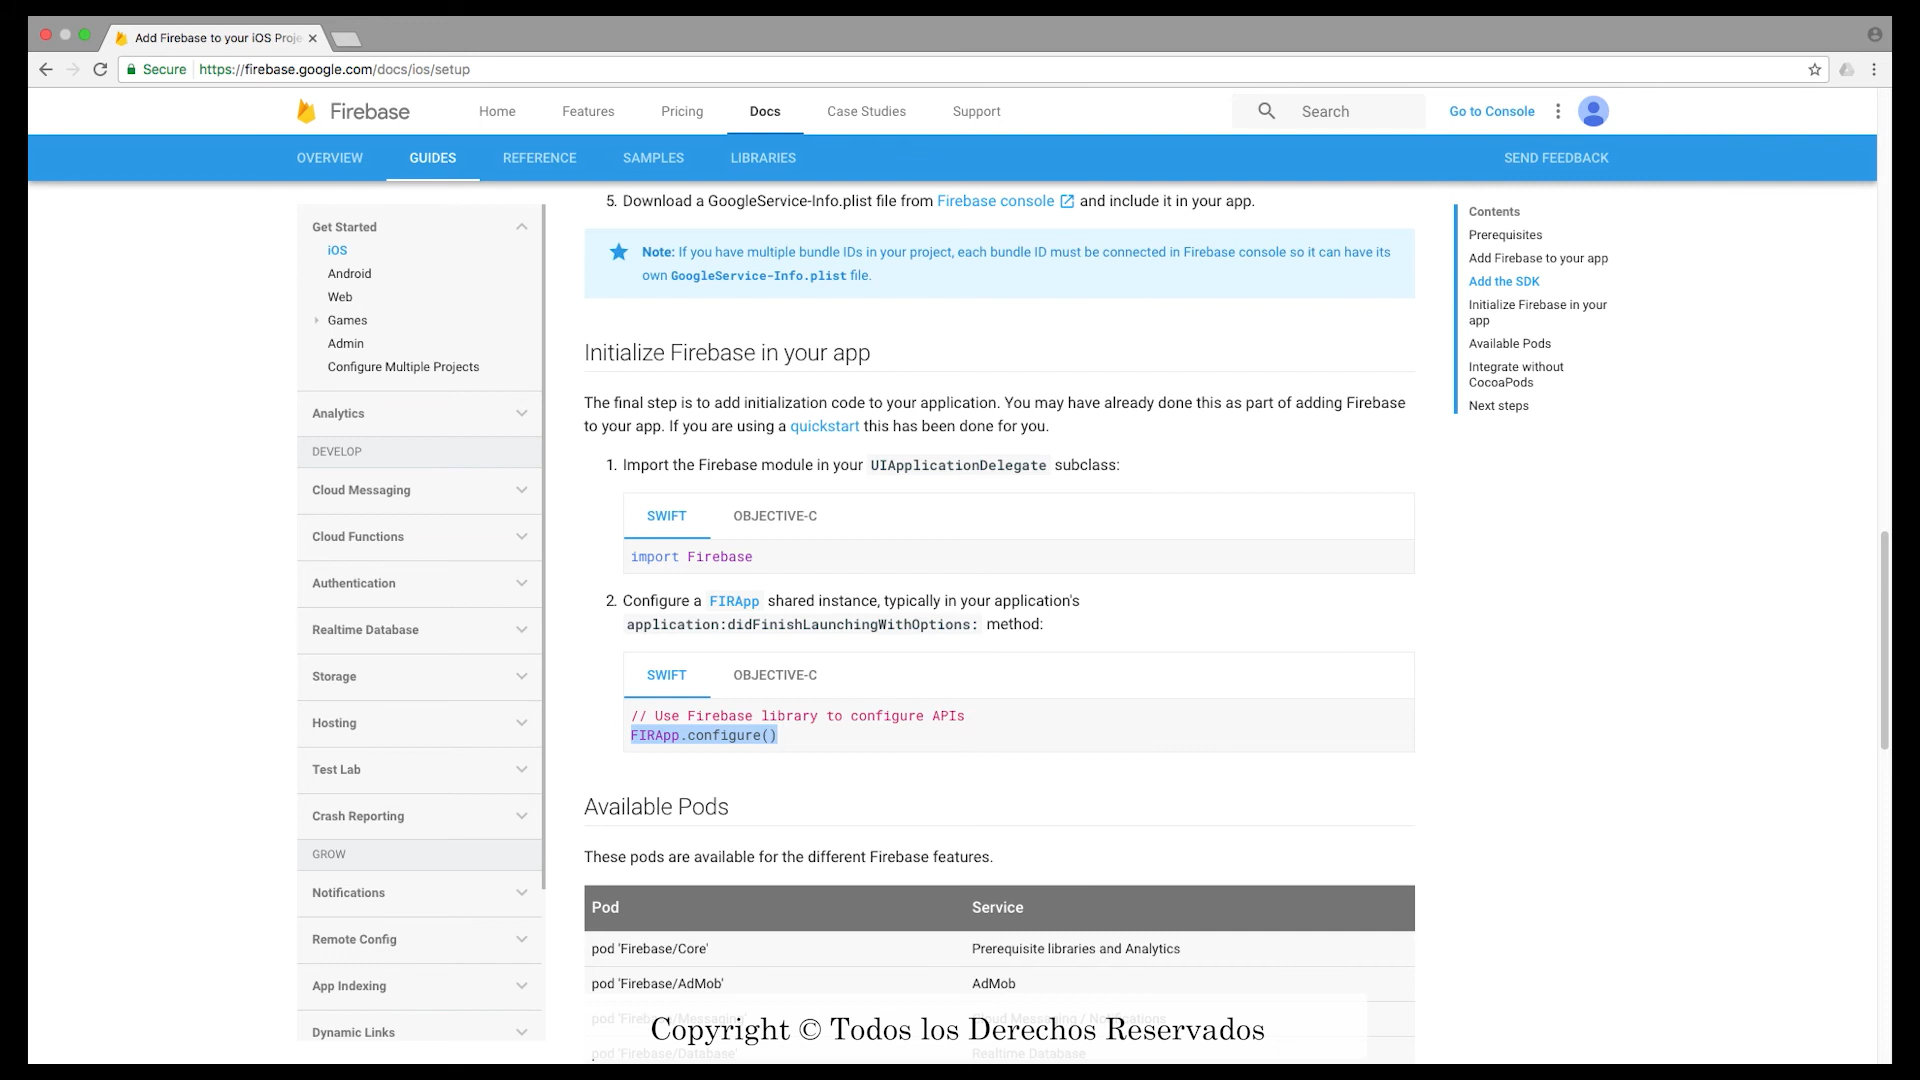 Add Firebase to your iOS Proje
Secure https://firebase.google.com/docs/ios/setup
Firebase
Home
Features
Pricing
Docs
Case Studies
Support
Search
Go to Console
OVERVIEW
GUIDES
REFERENCE
SAMPLES
LIBRARIES
SEND FEEDBACK
Get Started
iOS
Android
Web
Games
Admin
Configure Multiple Projects
Analytics
DEVELOP
Cloud Messaging
Cloud Functions
Authentication
Realtime Database
Storage
Hosting
Test Lab
Crash Reporting
GROW
Notifications
Remote Config
App Indexing
Dynamic Links
5. Download a GoogleService-Info.plist file from Firebase console and include it in your app.
Note: If you have multiple bundle IDs in your project, each bundle ID must be connected in Firebase console so it can have its
own GoogleService-Info.plist file.
Initialize Firebase in your app
The final step is to add initialization code to your application. You may have already done this as part of adding Firebase
to your app. If you are using a quickstart this has been done for you.
1. Import the Firebase module in your UIApplicationDelegate subclass:
SWIFT OBJECTIVE-C
import Firebase
2. Configure a FIRApp shared instance, typically in your application's
application:didFinishLaunchingWithOptions: method:
SWIFT OBJECTIVE-C
// Use Firebase library to configure APIs
FIRApp.configure()
Available Pods
These pods are available for the different Firebase features.
Pod Service
pod 'Firebase/Core' Prerequisite libraries and Analytics
pod 'Firebase/AdMob' AdMob
pod 'Firebase/Messaging' Cloud Messaging / Notifications
pod 'Firebase/Database' Realtime Database
Copyright © Todos los Derechos Reservados
Contents
Prerequisites
Add Firebase to your app
Add the SDK
Initialize Firebase in your
app
Available Pods
Integrate without
CocoaPods
Next steps